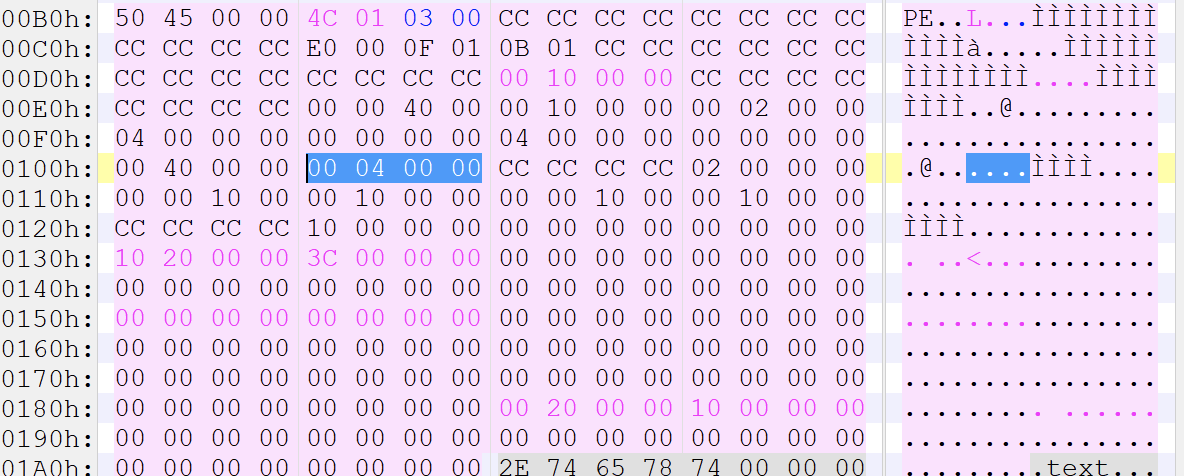 00B0h: 50 45 00 00 4C 01 03 00 CC CC CC CC CC CC CC CC PE..L...ÌÌÌÌÌÌÌÌ
00C0h: CC CC CC CC E0 00 0F 01 0B 01 CC CC CC CC CC CC ÌÌÌÌà.....ÌÌÌÌÌÌ
00D0h: CC CC CC CC CC CC CC CC 00 10 00 00 CC CC CC CC ÌÌÌÌÌÌÌÌ....ÌÌÌÌ
00E0h: CC CC CC CC 00 00 40 00 00 10 00 00 00 02 00 00 ÌÌÌÌ..@.........
00F0h: 04 00 00 00 00 00 00 00 04 00 00 00 00 00 00 00 ................
0100h: 00 40 00 00 00 04 00 00 CC CC CC CC 02 00 00 00 .@......ÌÌÌÌ....
0110h: 00 00 10 00 00 10 00 00 00 00 10 00 00 10 00 00 ................
0120h: CC CC CC CC 10 00 00 00 00 00 00 00 00 00 00 00 ÌÌÌÌ............
0130h: 10 20 00 00 3C 00 00 00 00 00 00 00 00 00 00 00 . ..<...........
0140h: 00 00 00 00 00 00 00 00 00 00 00 00 00 00 00 00 ................
0150h: 00 00 00 00 00 00 00 00 00 00 00 00 00 00 00 00 ................
0160h: 00 00 00 00 00 00 00 00 00 00 00 00 00 00 00 00 ................
0170h: 00 00 00 00 00 00 00 00 00 00 00 00 00 00 00 00 ................
0180h: 00 00 00 00 00 00 00 00 00 20 00 00 10 00 00 00 ......... ......
0190h: 00 00 00 00 00 00 00 00 00 00 00 00 00 00 00 00 ................
01A0h: 00 00 00 00 00 00 00 00 2E 74 65 78 74 00 00 00 .........text...